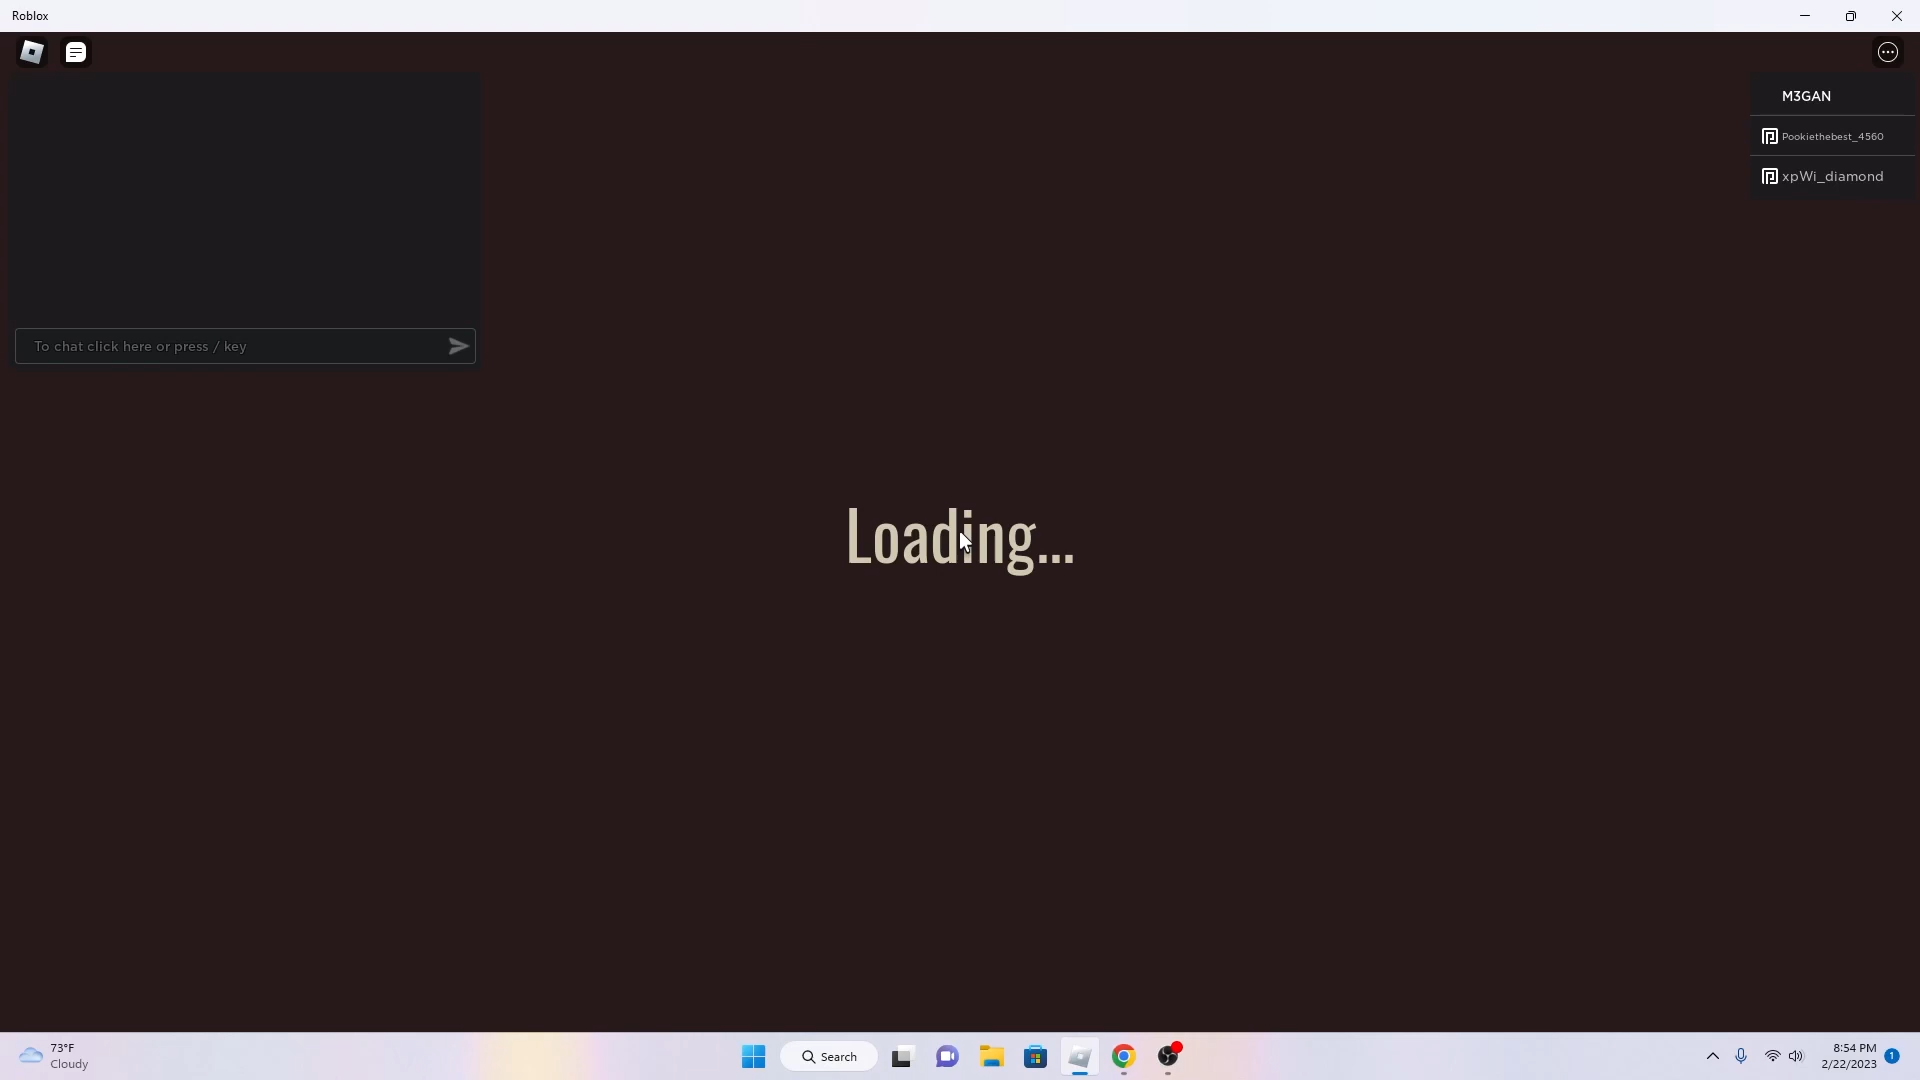 Roblox
M3GAN
Pookiethebest_4560
xpWi_diamond
To chat click here or press / key
Loading...
73°F
Cloudy
Search
8:54 PM
2/22/2023
1